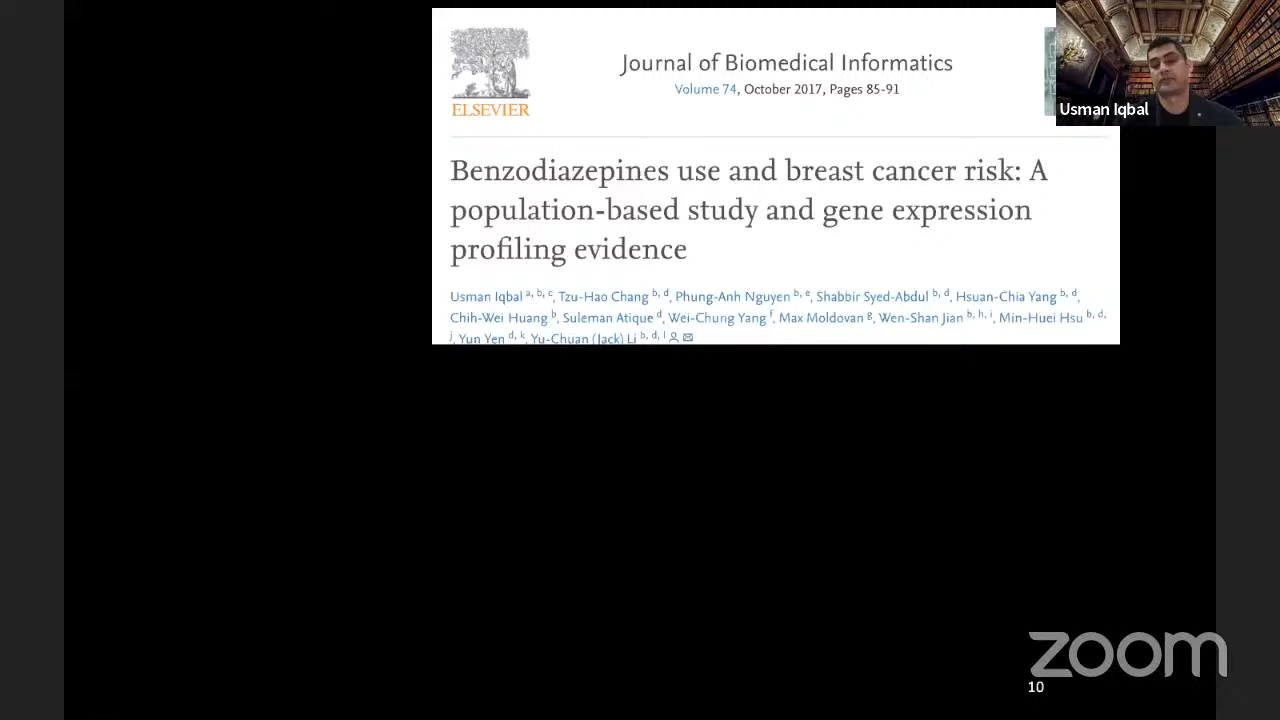 Journal of Biomedical Informatics
Volume 74, October 2017, Pages 85-91
ELSEVIER
Usman Iqbal
Benzodiazepines use and breast cancer risk: A
population-based study and gene expression
profiling evidence
Usman Iqbal a, b, c, Tzu-Hao Chang b, d, Phung-Anh Nguyen b, e, Shabbir Syed-Abdul b, d, Hsuan-Chia Yang b, d,
Chih-Wei Huang b, Suleman Atique d, Wei-Chung Yang f, Max Moldovan g, Wen-Shan Jian b, h, i, Min-Huei Hsu b, d,
j, Yun Yen d, k, Yu-Chuan (Jack) Li b, d, l
zoom
10